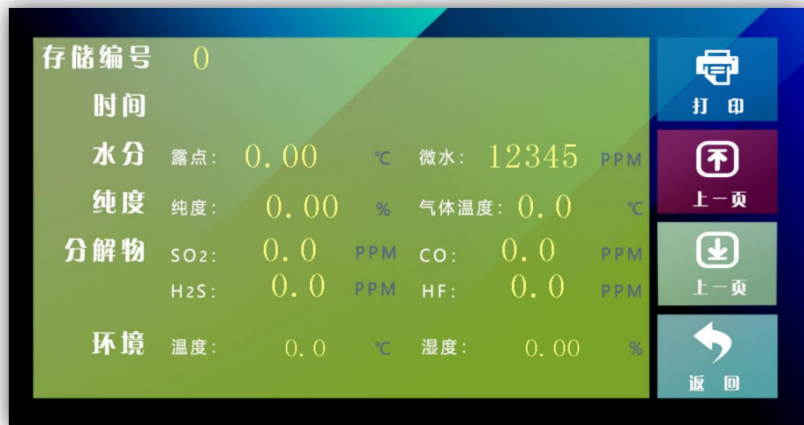 存储编号 0
时间
水分 露点: 0.00 ℃ 微水: 12345 PPM
纯度 纯度: 0.00 % 气体温度: 0.0 ℃
分解物 SO2: 0.0 PPM CO: 0.0 PPM
H2S: 0.0 PPM HF: 0.0 PPM
环境 温度: 0.0 ℃ 湿度: 0.00 %
打印
上一页
上一页
返回